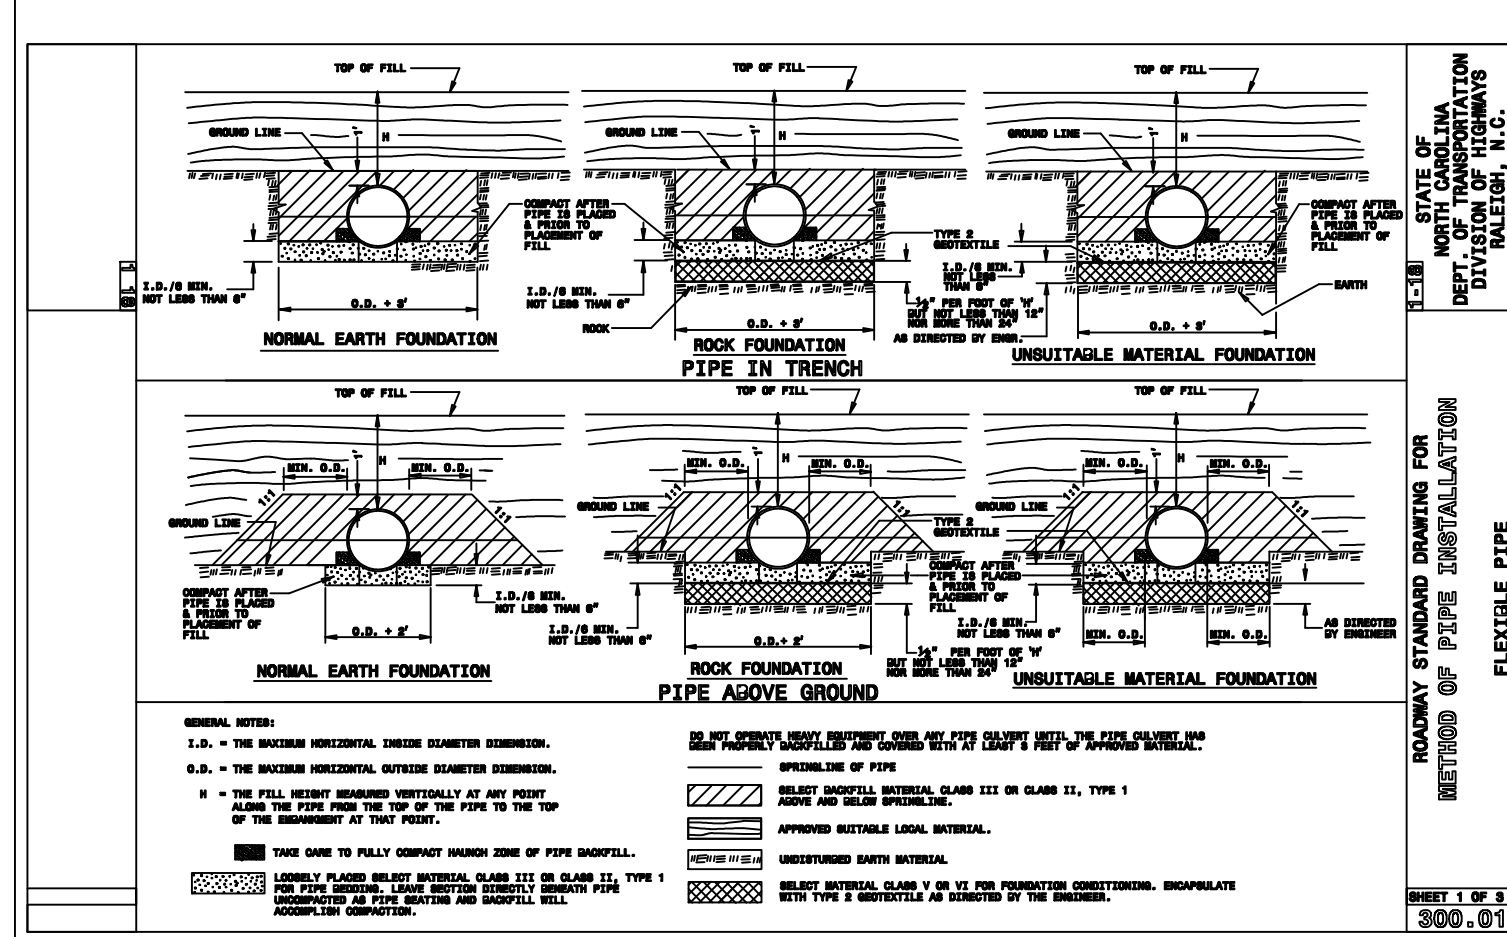 TOP OF FILL
GROUND LINE
1'
H
COMPACT AFTER
PIPE IS PLACED
& PRIOR TO
PLACEMENT OF
FILL
I.D./6 MIN.
NOT LESS THAN 6"
O.D. + 3'
NORMAL EARTH FOUNDATION
TOP OF FILL
GROUND LINE
1'
H
TYPE 2
GEOTEXTILE
I.D./6 MIN.
NOT LESS THAN 6"
ROCK
O.D. + 3'
½" PER FOOT OF 'H'
BUT NOT LESS THAN 12"
NOR MORE THAN 24"
ROCK FOUNDATION
TOP OF FILL
GROUND LINE
1'
H
COMPACT AFTER
PIPE IS PLACED
& PRIOR TO
PLACEMENT OF
FILL
I.D./6 MIN.
NOT LESS
THAN 6"
EARTH
AS DIRECTED BY ENGR.
O.D. + 3'
UNSUITABLE MATERIAL FOUNDATION
PIPE IN TRENCH
TOP OF FILL
MIN. O.D.
MIN. O.D.
1'
H
1:1
1:1
GROUND LINE
COMPACT AFTER
PIPE IS PLACED
& PRIOR TO
PLACEMENT OF
FILL
I.D./6 MIN.
NOT LESS THAN 6"
O.D. + 2'
NORMAL EARTH FOUNDATION
TOP OF FILL
MIN. O.D.
MIN. O.D.
1'
H
1:1
1:1
GROUND LINE
TYPE 2
GEOTEXTILE
COMPACT AFTER
PIPE IS PLACED
& PRIOR TO
PLACEMENT OF
FILL
I.D./6 MIN.
NOT LESS THAN 6"
O.D.+ 2'
½" PER FOOT OF 'H'
BUT NOT LESS THAN 12"
NOR MORE THAN 24"
ROCK FOUNDATION
TOP OF FILL
MIN. O.D.
MIN. O.D.
1'
H
1:1
1:1
GROUND LINE
I.D./6 MIN.
NOT LESS THAN 6"
MIN. O.D.
MIN. O.D.
AS DIRECTED
BY ENGINEER
UNSUITABLE MATERIAL FOUNDATION
PIPE ABOVE GROUND
GENERAL NOTES:
I.D. = THE MAXIMUM HORIZONTAL INSIDE DIAMETER DIMENSION.
O.D. = THE MAXIMUM HORIZONTAL OUTSIDE DIAMETER DIMENSION.
H = THE FILL HEIGHT MEASURED VERTICALLY AT ANY POINT
ALONG THE PIPE FROM THE TOP OF THE PIPE TO THE TOP
OF THE EMBANKMENT AT THAT POINT.
TAKE CARE TO FULLY COMPACT HAUNCH ZONE OF PIPE BACKFILL.
LOOSELY PLACED SELECT MATERIAL CLASS III OR CLASS II, TYPE 1
FOR PIPE BEDDING. LEAVE SECTION DIRECTLY BENEATH PIPE
UNCOMPACTED AS PIPE SEATING AND BACKFILL WILL
ACCOMPLISH COMPACTION.
DO NOT OPERATE HEAVY EQUIPMENT OVER ANY PIPE CULVERT UNTIL THE PIPE CULVERT HAS
BEEN PROPERLY BACKFILLED AND COVERED WITH AT LEAST 3 FEET OF APPROVED MATERIAL.
SPRINGLINE OF PIPE
SELECT BACKFILL MATERIAL CLASS III OR CLASS II, TYPE 1
ABOVE AND BELOW SPRINGLINE.
APPROVED SUITABLE LOCAL MATERIAL.
UNDISTURBED EARTH MATERIAL
SELECT MATERIAL CLASS V OR VI FOR FOUNDATION CONDITIONING. ENCAPSULATE
WITH TYPE 2 GEOTEXTILE AS DIRECTED BY THE ENGINEER.
STATE OF
NORTH CAROLINA
DEPT. OF TRANSPORTATION
DIVISION OF HIGHWAYS
RALEIGH, N.C.
ROADWAY STANDARD DRAWING FOR
METHOD OF PIPE INSTALLATION
FLEXIBLE PIPE
SHEET 1 OF 3
300.01